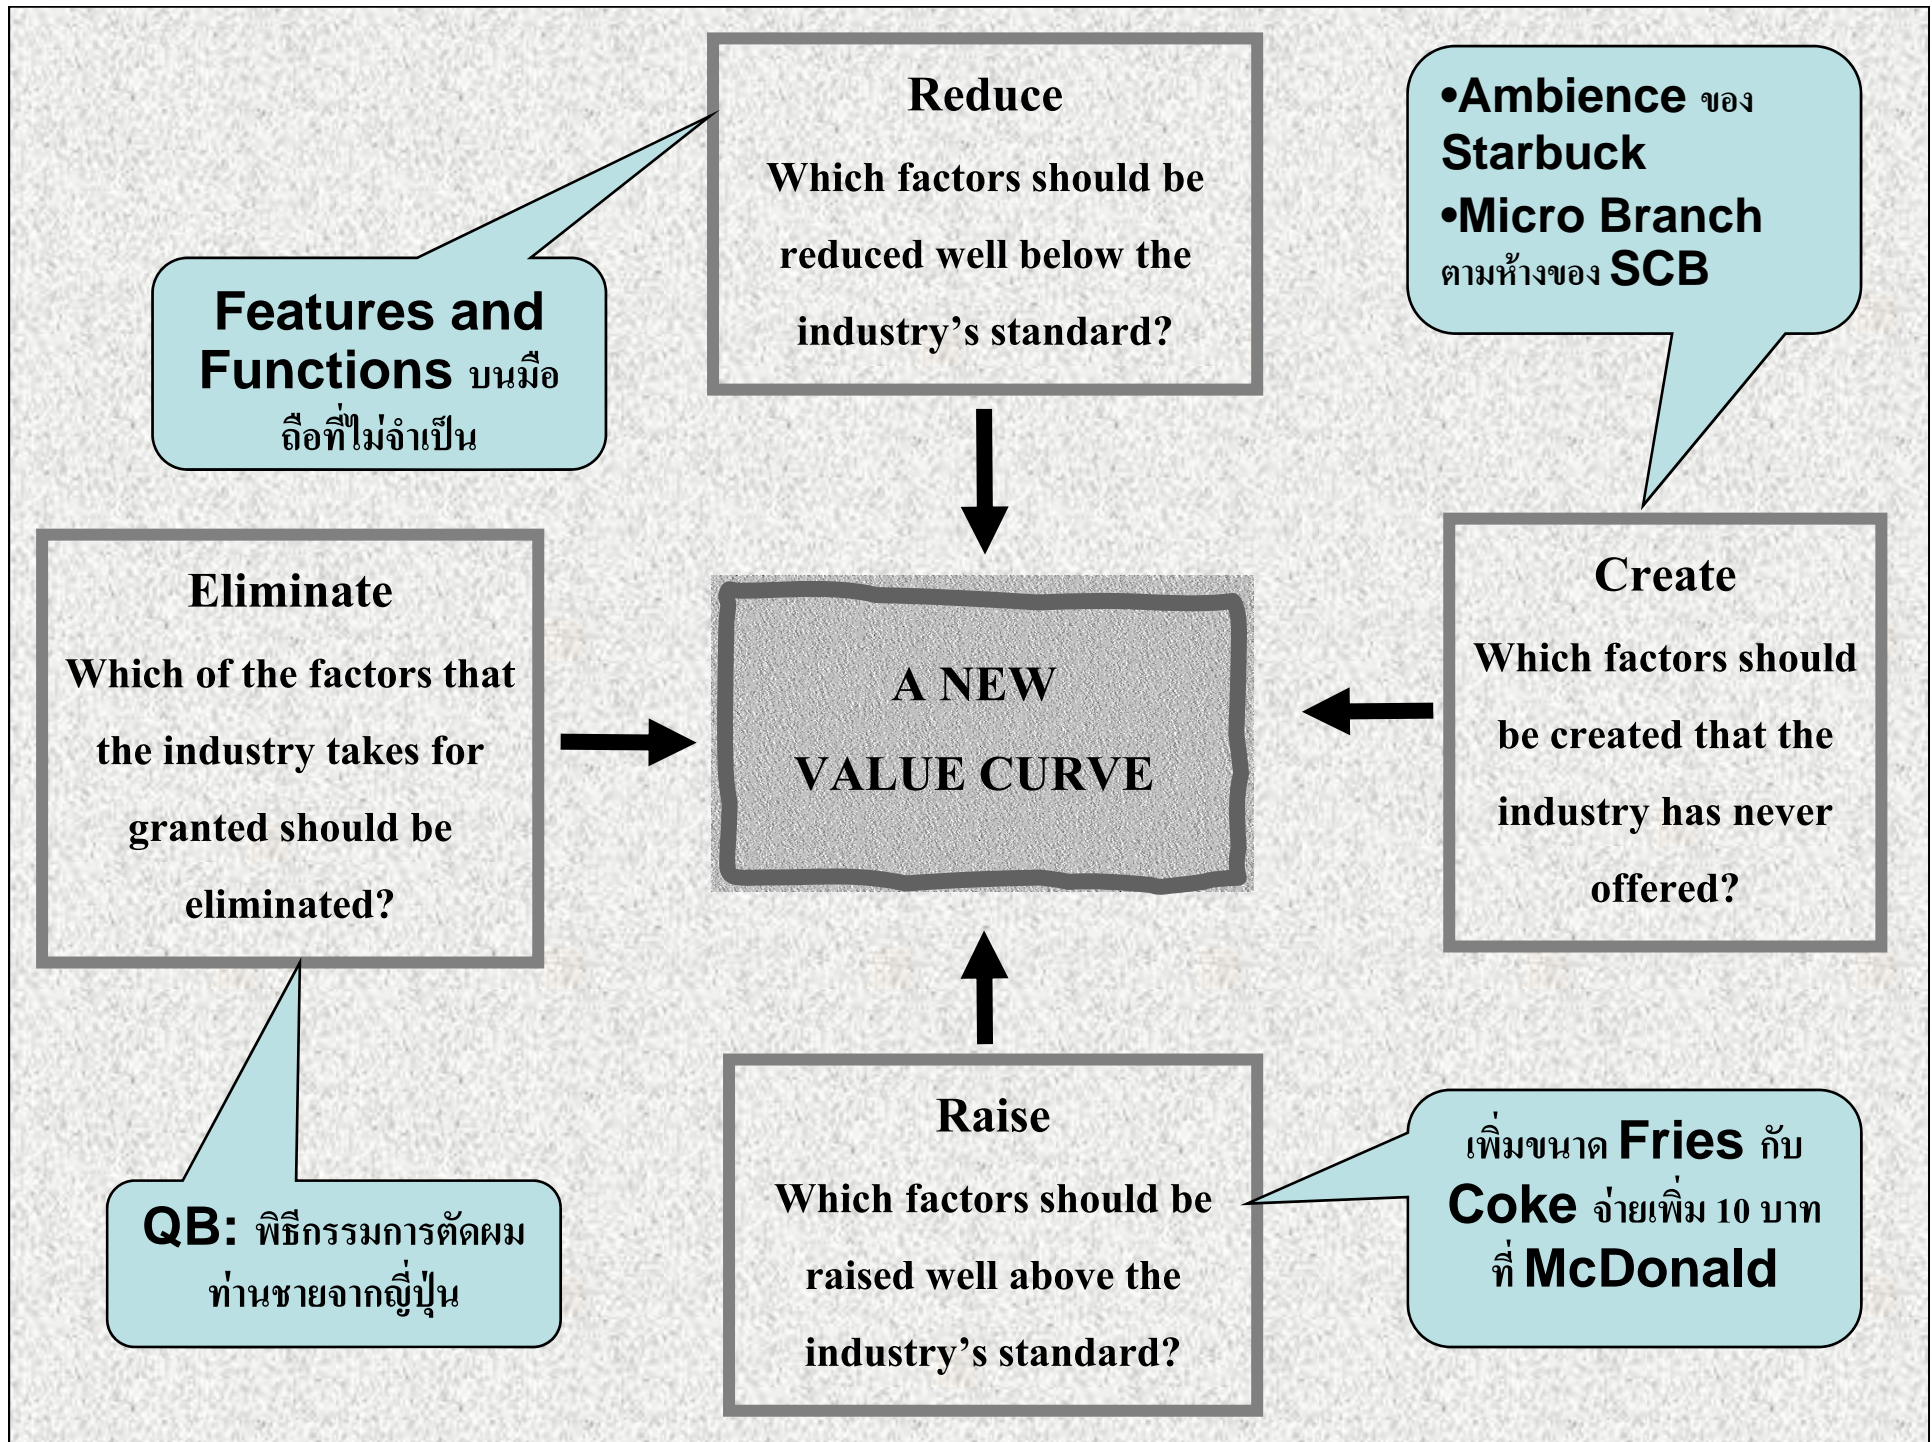 Reduce
Which factors should be
reduced well below the
industry’s standard?
•Ambience ของ
Starbuck
•Micro Branch
ตามห้างของ SCB
Features and
Functions บนมือ
ถือที่ไม่จำเป็น
Eliminate
Which of the factors that
the industry takes for
granted should be
eliminated?
A NEW
VALUE CURVE
Create
Which factors should
be created that the
industry has never
offered?
QB: พิธีกรรมการตัดผม
ท่านชายจากญี่ปุ่น
Raise
Which factors should be
raised well above the
industry’s standard?
เพิ่มขนาด Fries กับ
Coke จ่ายเพิ่ม 10 บาท
ที่ McDonald